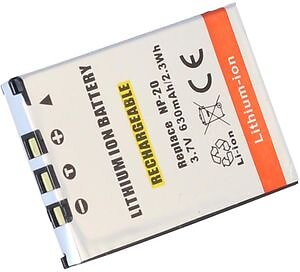 LITHIUM ION BATTERY
RECHARGEABLE
Replace NP-20
3.7V 630mAh/2.3Wh
Li-ion
CE
Lithium-ion